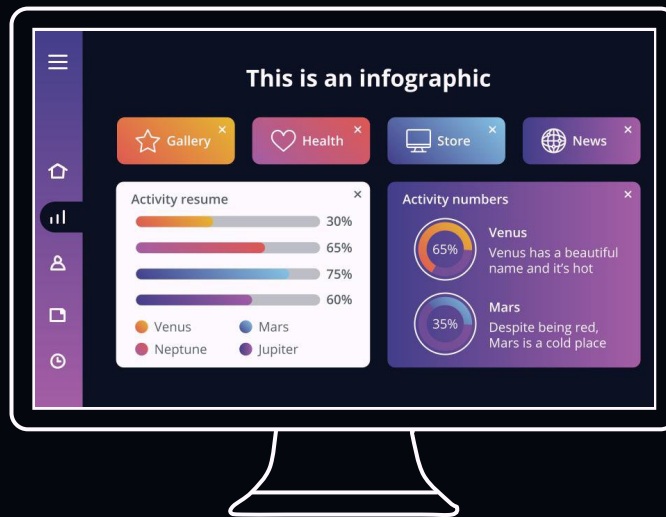 This is an infographic
Gallery
Health
Store
News
Activity resume
30%
65%
75%
60%
Venus
Mars
Neptune
Jupiter
Activity numbers
65%
Venus
Venus has a beautiful
name and it's hot
35%
Mars
Despite being red,
Mars is a cold place